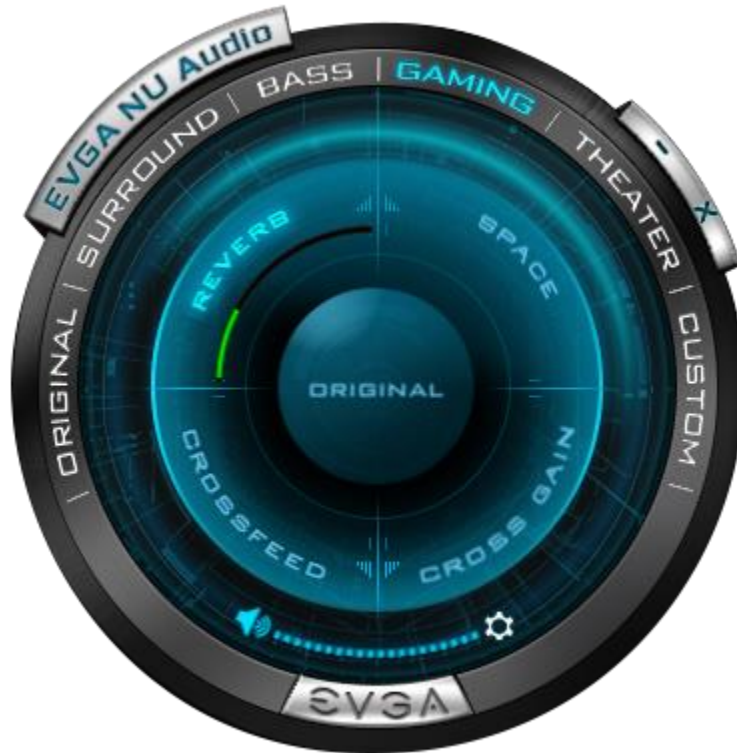 EVGA NU Audio
ORIGINAL | SURROUND | BASS | GAMING | THEATER | CUSTOM
- X
REVERB
SPACE
ORIGINAL
CROSSFEED
CROSS GAIN
EVGA